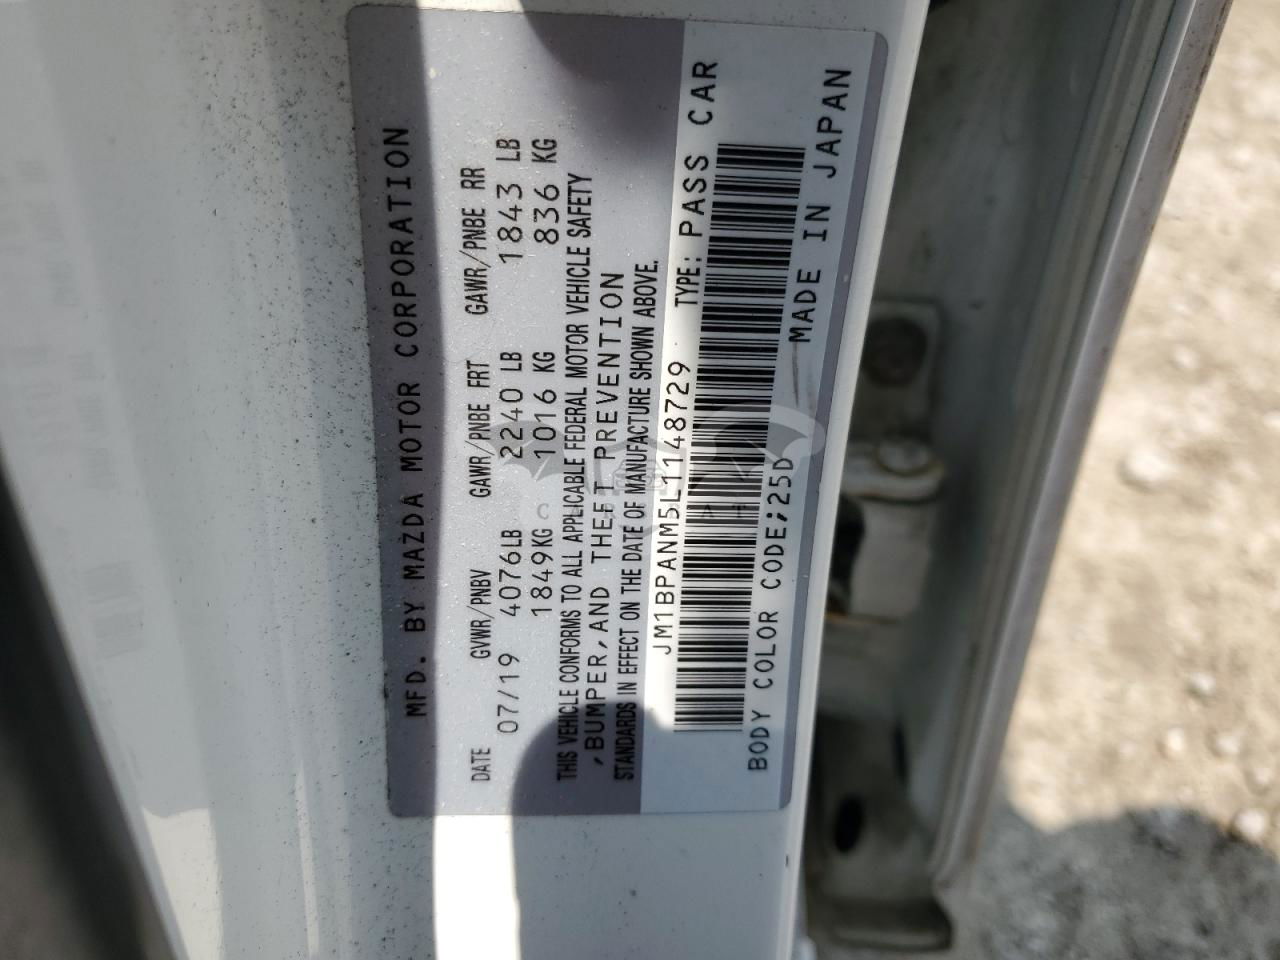 MFD. BY MAZDA MOTOR CORPORATION
DATE GVWR/PNBV GAWR/PNBE FRT GAWR/PNBE RR
07/19 4076LB 2240 LB 1843 LB
1849KG 1016 KG 836 KG
THIS VEHICLE CONFORMS TO ALL APPLICABLE FEDERAL MOTOR VEHICLE SAFETY
,BUMPER,AND THEFT PREVENTION
STANDARDS IN EFFECT ON THE DATE OF MANUFACTURE SHOWN ABOVE.
JM1BPANM5L1148729 TYPE: PASS CAR
BODY COLOR CODE;25D MADE IN JAPAN